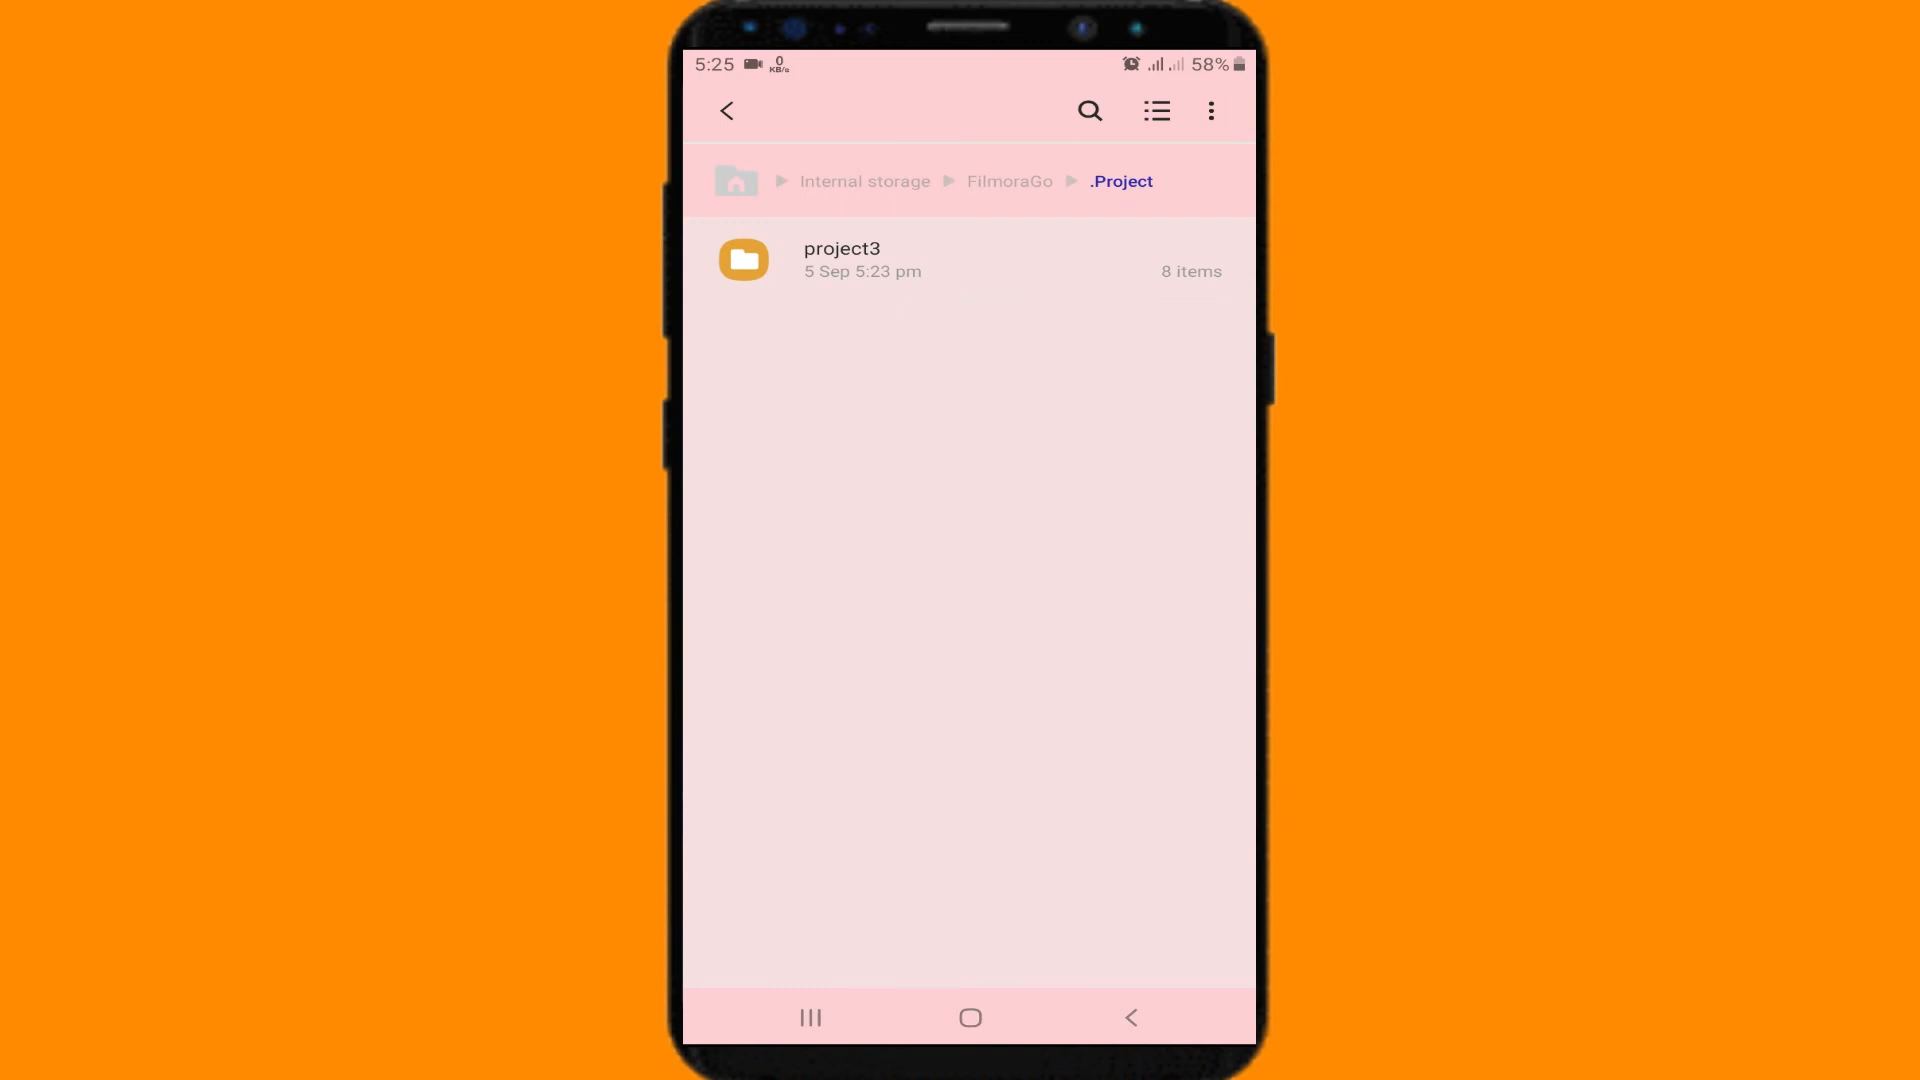 5:25 0 KB/s 58%
Internal storage FilmoraGo .Project
project3
5 Sep 5:23 pm 8 items